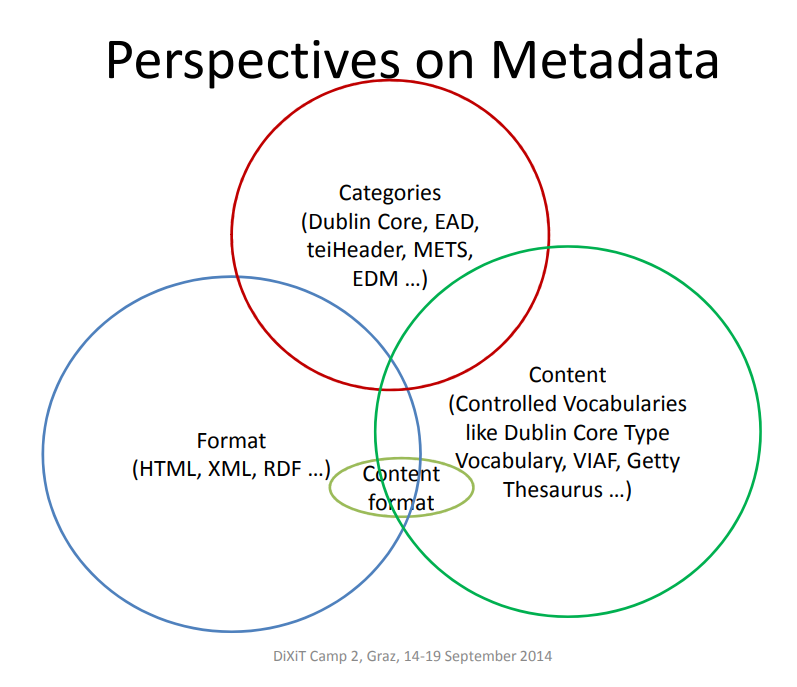 Perspectives on Metadata
Categories
(Dublin Core, EAD,
teiHeader, METS,
EDM ...)
Content
(Controlled Vocabularies
like Dublin Core Type
Vocabulary, VIAF, Getty
Thesaurus ...)
Format
(HTML, XML, RDF ...)
Content
format
DiXiT Camp 2, Graz, 14-19 September 2014